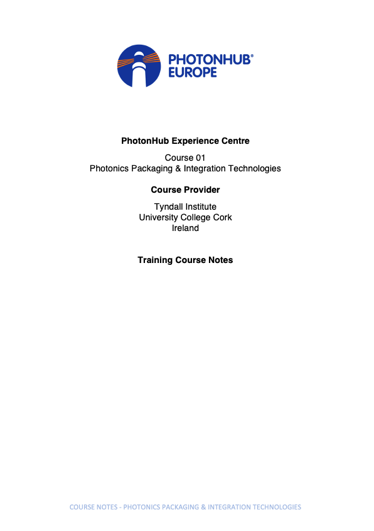 PHOTONHUB®
EUROPE
PhotonHub Experience Centre
Course 01
Photonics Packaging & Integration Technologies
Course Provider
Tyndall Institute
University College Cork
Ireland
Training Course Notes
COURSE NOTES - PHOTONICS PACKAGING & INTEGRATION TECHNOLOGIES